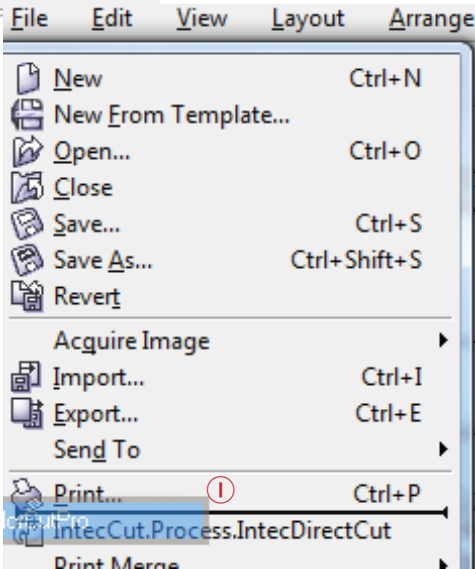 File Edit View Layout Arrange
New Ctrl+N
New From Template...
Open... Ctrl+O
Close
Save... Ctrl+S
Save As... Ctrl+Shift+S
Revert
Acquire Image
Import... Ctrl+I
Export... Ctrl+E
Send To
Print... Ctrl+P
IntecCut.Process.IntecDirectCut
Print Merge